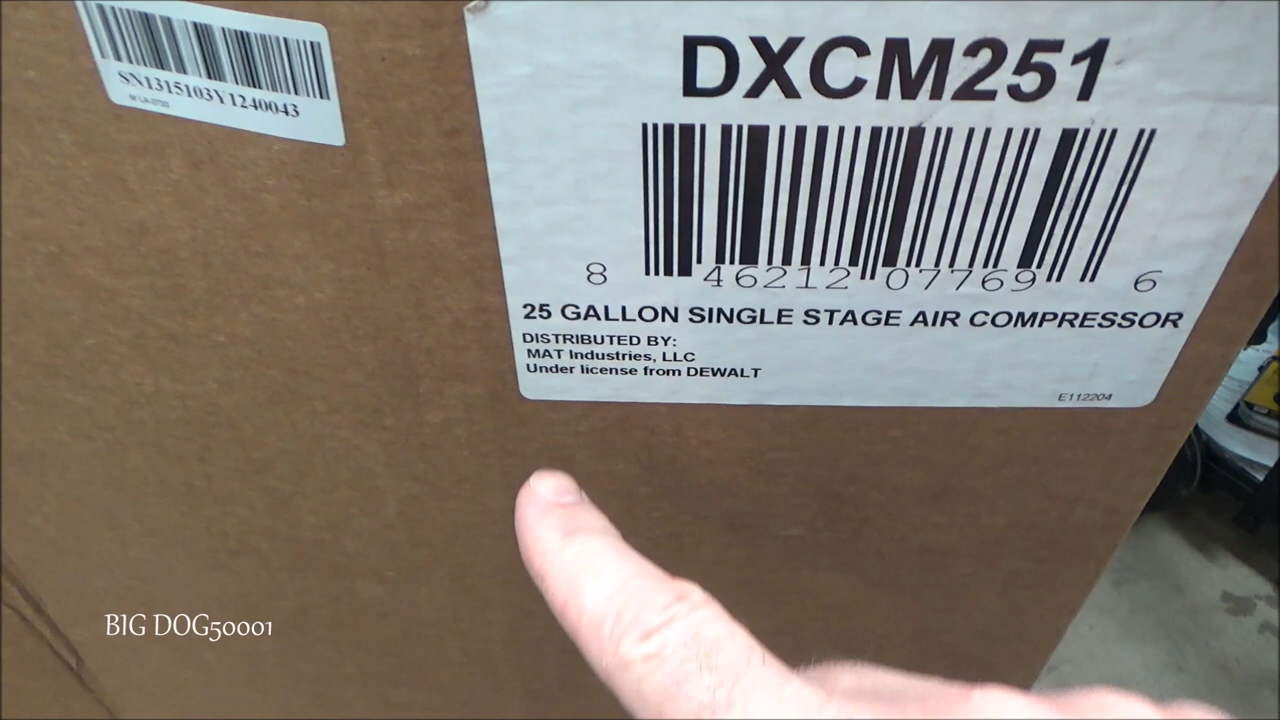 SN1315103Y1240043
DXCM251
8 46212 07769 6
25 GALLON SINGLE STAGE AIR COMPRESSOR
DISTRIBUTED BY:
MAT Industries, LLC
Under license from DEWALT
E112204
BIG DOG50001